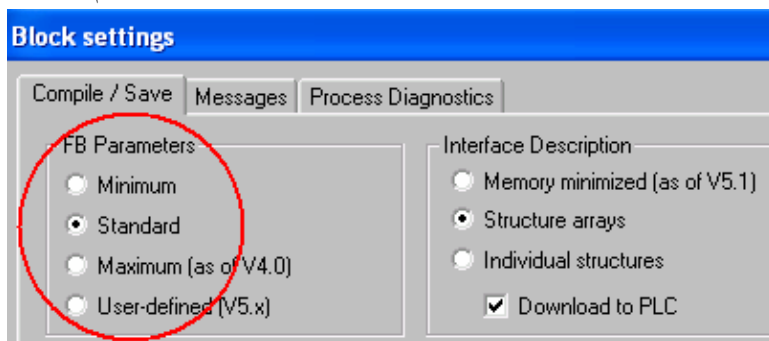 Block settings
Compile / Save Messages Process Diagnostics
FB Parameters
Minimum
Standard
Maximum (as of V4.0)
User-defined (V5.x)
Interface Description
Memory minimized (as of V5.1)
Structure arrays
Individual structures
Download to PLC